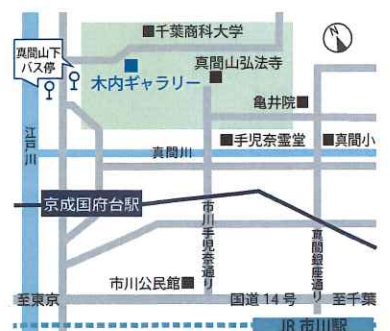 千葉商科大学
真間山下
バス停
真間山弘法寺
木内ギャラリー
亀井院
江戸川
手児奈霊堂
真間小
真間川
京成国府台駅
市川手児奈通り
真間銀座通り
市川公民館
至東京
国道14号
至千葉
JR 市川駅